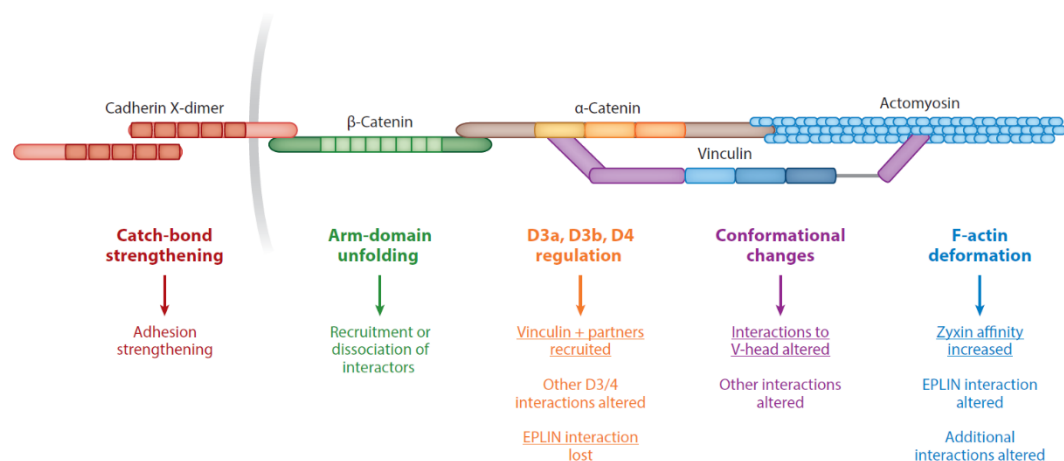 Cadherin X-dimer
β-Catenin
α-Catenin
Actomyosin
Vinculin
Catch-bond
strengthening
Adhesion
strengthening
Arm-domain
unfolding
Recruitment or
dissociation of
interactors
D3a, D3b, D4
regulation
Vinculin + partners
recruited
Other D3/4
interactions altered
EPLIN interaction
lost
Conformational
changes
Interactions to
V-head altered
Other interactions
altered
F-actin
deformation
Zyxin affinity
increased
EPLIN interaction
altered
Additional
interactions altered